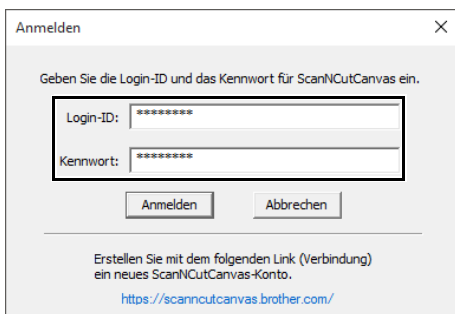 Anmelden
Geben Sie die Login-ID und das Kennwort für ScanNCutCanvas ein.
Login-ID: ********
Kennwort: ********
Anmelden Abbrechen
Erstellen Sie mit dem folgenden Link (Verbindung)
ein neues ScanNCutCanvas-Konto.
https://scanncutcanvas.brother.com/